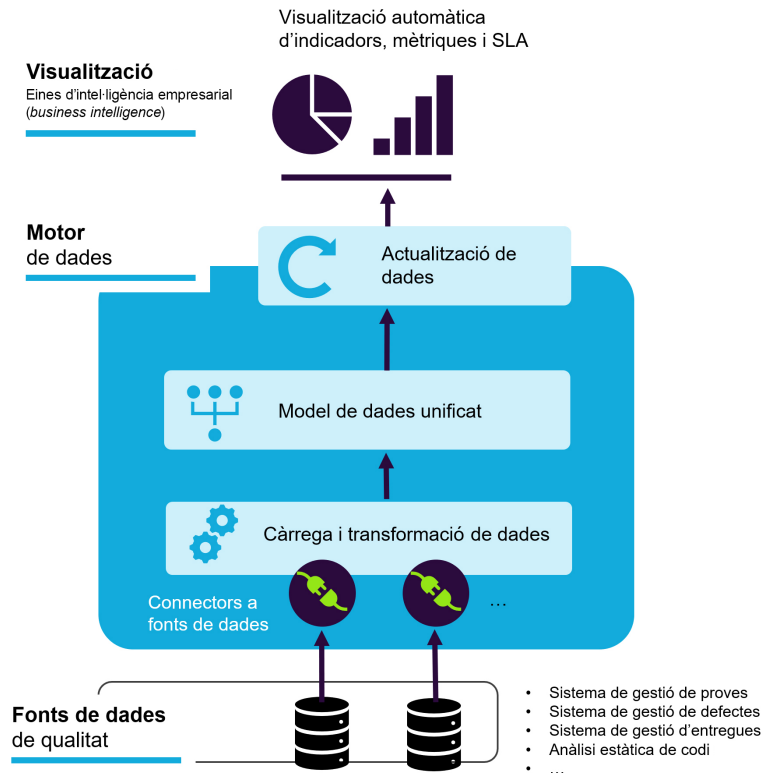 Visualització automàtica
d’indicadors, mètriques i SLA
Visualització
Eines d’intel·ligència empresarial
(business intelligence)
Motor
de dades
Actualització de
dades
Model de dades unificat
Càrrega i transformació de dades
Connectors a
fonts de dades
...
Fonts de dades
de qualitat
• Sistema de gestió de proves
• Sistema de gestió de defectes
• Sistema de gestió d’entregues
• Anàlisi estàtica de codi
• ...